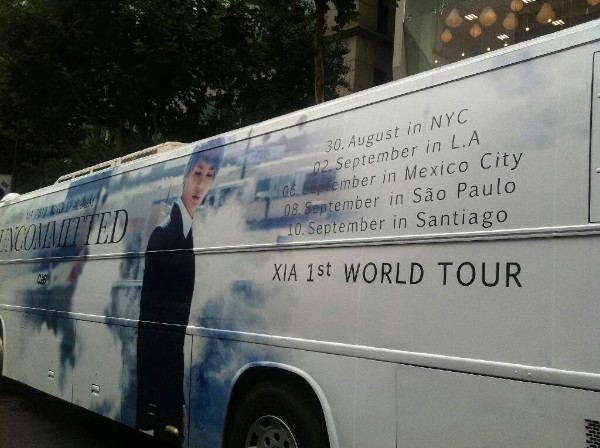 UNCOMMITTED
30. August in NYC
02. September in L.A
06. September in Mexico City
08. September in São Paulo
10. September in Santiago
XIA 1st WORLD TOUR